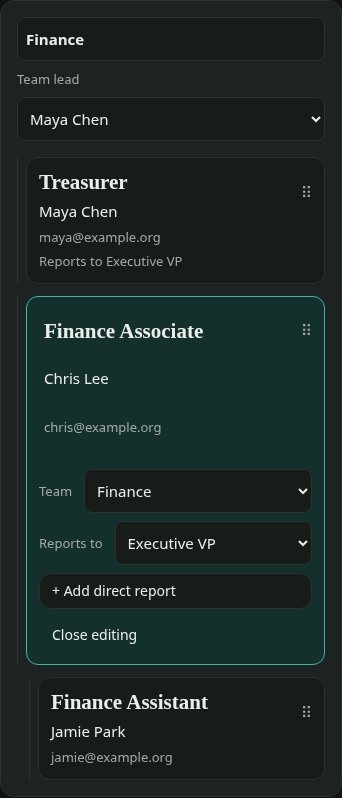 Finance
Team lead
Maya Chen
Treasurer
Maya Chen
maya@example.org
Reports to Executive VP
Finance Associate
Chris Lee
chris@example.org
Team Finance
Reports to Executive VP
+ Add direct report
Close editing
Finance Assistant
Jamie Park
jamie@example.org